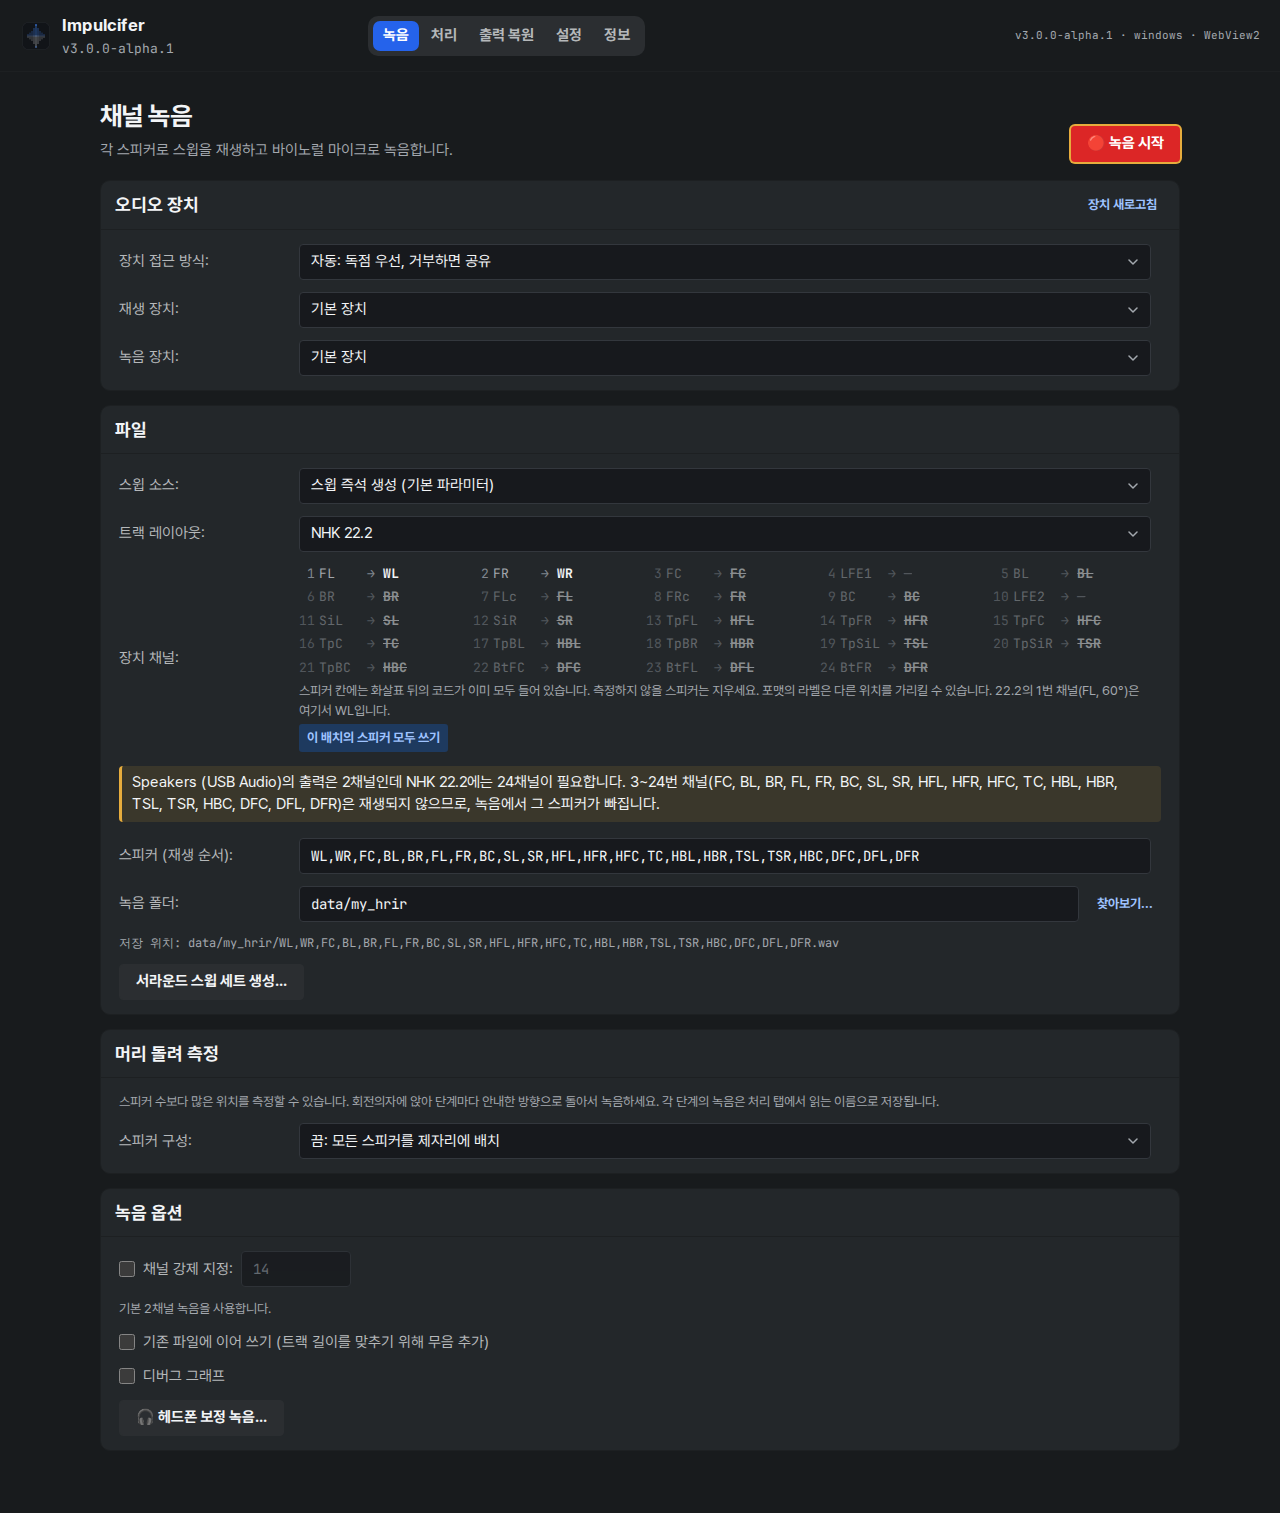 Impulcifer
v3.0.0-alpha.1
녹음 처리 출력 복원 설정 정보
v3.0.0-alpha.1 · windows · WebView2
채널 녹음
각 스피커로 스윕을 재생하고 바이노럴 마이크로 녹음합니다.
🔴 녹음 시작
오디오 장치
장치 새로고침
장치 접근 방식: 자동: 독점 우선, 거부하면 공유
재생 장치: 기본 장치
녹음 장치: 기본 장치
파일
스윕 소스: 스윕 즉석 생성 (기본 파라미터)
트랙 레이아웃: NHK 22.2
장치 채널:
1 FL → WL 2 FR → WR 3 FC → FC 4 LFE1 → — 5 BL → BL
6 BR → BR 7 FLc → FL 8 FRc → FR 9 BC → BC 10 LFE2 → —
11 SiL → SL 12 SiR → SR 13 TpFL → HFL 14 TpFR → HFR 15 TpFC → HFC
16 TpC → TC 17 TpBL → HBL 18 TpBR → HBR 19 TpSiL → TSL 20 TpSiR → TSR
21 TpBC → HBC 22 BtFC → DFC 23 BtFL → DFL 24 BtFR → DFR
스피커 칸에는 화살표 뒤의 코드가 이미 모두 들어 있습니다. 측정하지 않을 스피커는 지우세요. 포맷의 라벨은 다른 위치를 가리킬 수 있습니다. 22.2의 1번 채널(FL, 60°)은
여기서 WL입니다.
이 배치의 스피커 모두 쓰기
Speakers (USB Audio)의 출력은 2채널인데 NHK 22.2에는 24채널이 필요합니다. 3~24번 채널(FC, BL, BR, FL, FR, BC, SL, SR, HFL, HFR, HFC, TC, HBL, HBR,
TSL, TSR, HBC, DFC, DFL, DFR)은 재생되지 않으므로, 녹음에서 그 스피커가 빠집니다.
스피커 (재생 순서): WL,WR,FC,BL,BR,FL,FR,BC,SL,SR,HFL,HFR,HFC,TC,HBL,HBR,TSL,TSR,HBC,DFC,DFL,DFR
녹음 폴더: data/my_hrir 찾아보기…
저장 위치: data/my_hrir/WL,WR,FC,BL,BR,FL,FR,BC,SL,SR,HFL,HFR,HFC,TC,HBL,HBR,TSL,TSR,HBC,DFC,DFL,DFR.wav
서라운드 스윕 세트 생성…
머리 돌려 측정
스피커 수보다 많은 위치를 측정할 수 있습니다. 회전의자에 앉아 단계마다 안내한 방향으로 돌아서 녹음하세요. 각 단계의 녹음은 처리 탭에서 읽는 이름으로 저장됩니다.
스피커 구성: 끔: 모든 스피커를 제자리에 배치
녹음 옵션
채널 강제 지정: 14
기본 2채널 녹음을 사용합니다.
기존 파일에 이어 쓰기 (트랙 길이를 맞추기 위해 무음 추가)
디버그 그래프
🎧 헤드폰 보정 녹음…